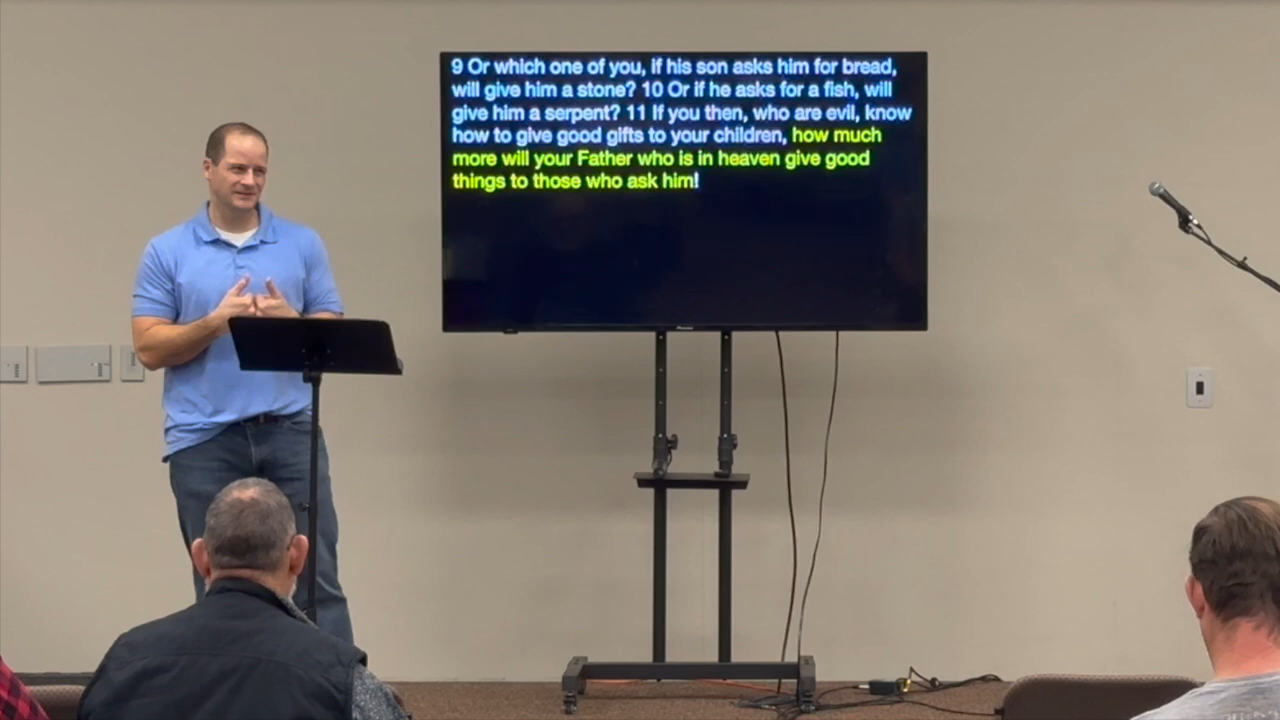 9 Or which one of you, if his son asks him for bread,
will give him a stone? 10 Or if he asks for a fish, will
give him a serpent? 11 If you then, who are evil, know
how to give good gifts to your children, how much
more will your Father who is in heaven give good
things to those who ask him!